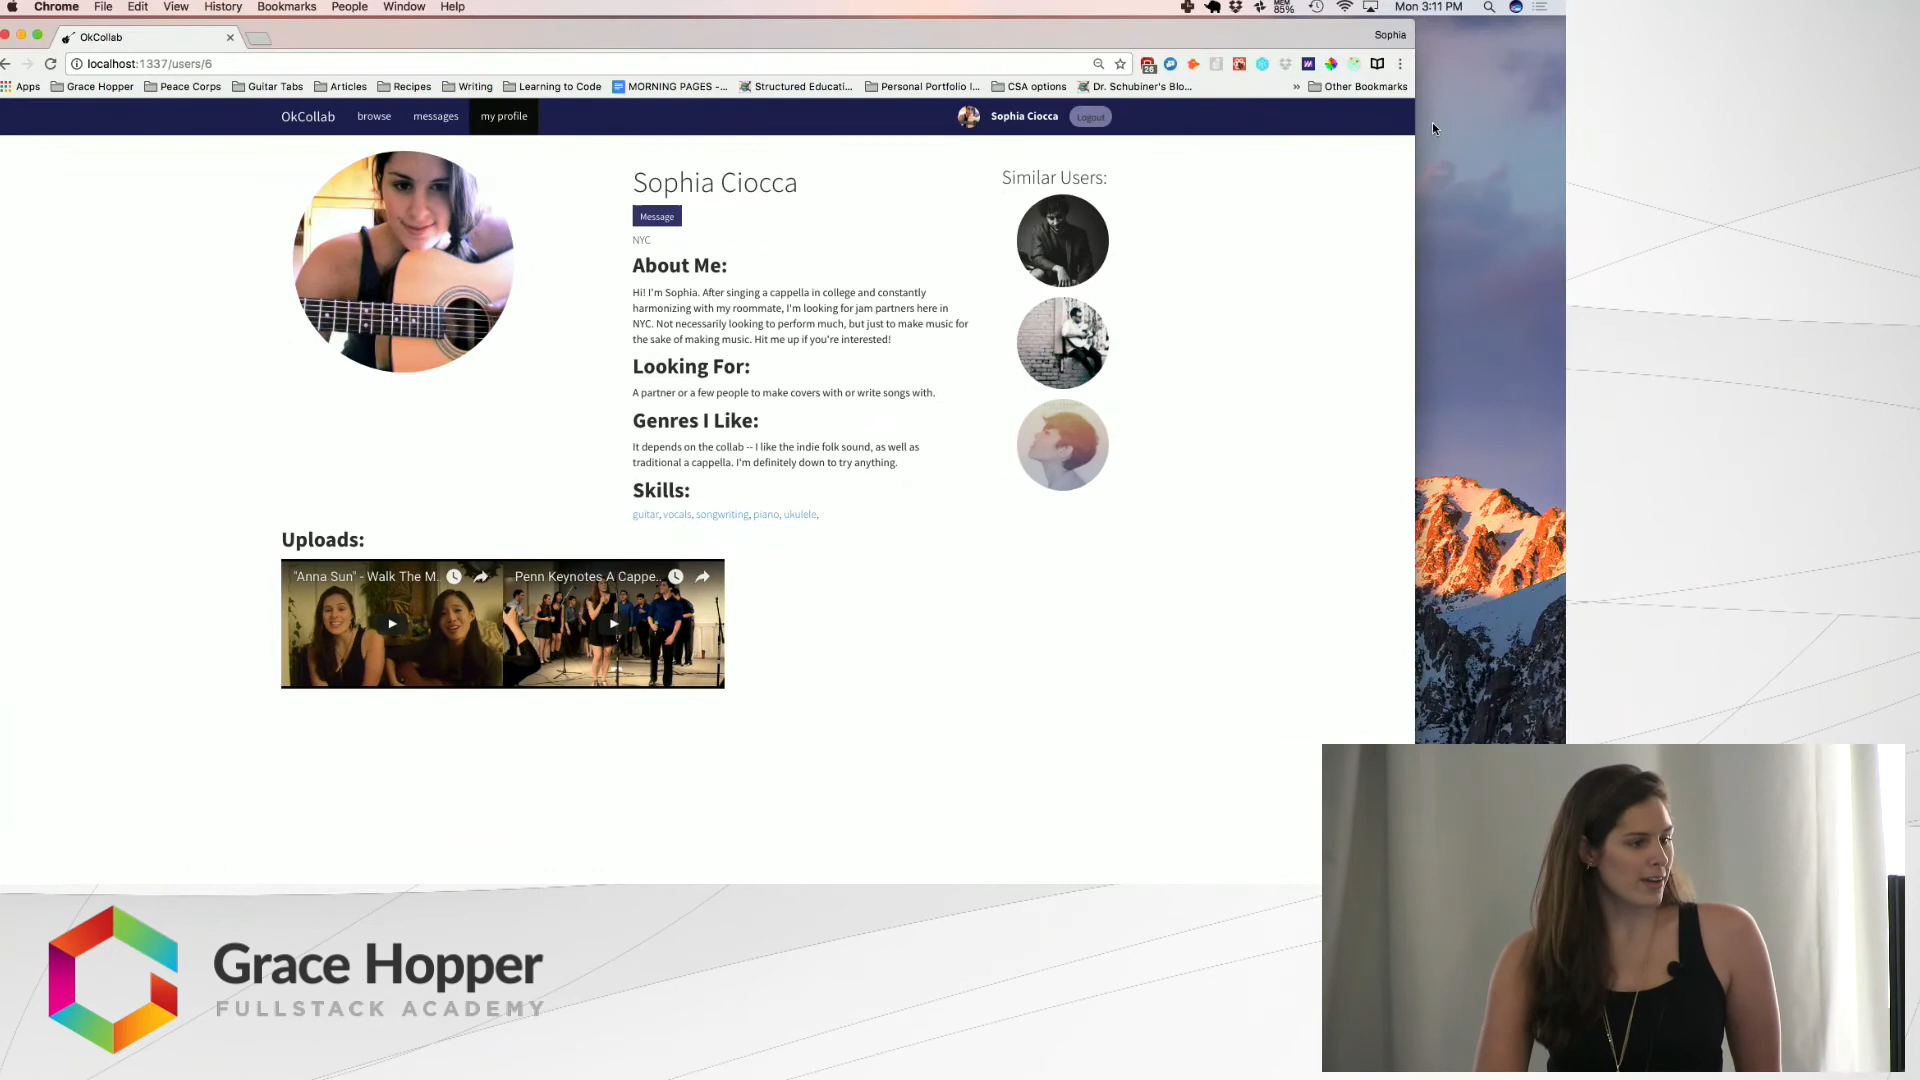 Chrome File Edit View History Bookmarks People Window Help MEM 85% Mon 3:11 PM
OkCollab Sophia
localhost:1337/users/6 26
Apps Grace Hopper Peace Corps Guitar Tabs Articles Recipes Writing Learning to Code MORNING PAGES -... Structured Educati... Personal Portfolio I... CSA options Dr. Schubiner's Blo... » Other Bookmarks
OkCollab browse messages my profile Sophia Ciocca Logout
Sophia Ciocca
Message
NYC
About Me:
Hi! I'm Sophia. After singing a cappella in college and constantly
harmonizing with my roommate, I'm looking for jam partners here in
NYC. Not necessarily looking to perform much, but just to make music for
the sake of making music. Hit me up if you're interested!
Looking For:
A partner or a few people to make covers with or write songs with.
Genres I Like:
It depends on the collab -- I like the indie folk sound, as well as
traditional a cappella. I'm definitely down to try anything.
Skills:
guitar, vocals, songwriting, piano, ukulele,
Similar Users:
Uploads:
"Anna Sun" - Walk The M... Penn Keynotes A Cappe...
Grace Hopper
FULLSTACK ACADEMY